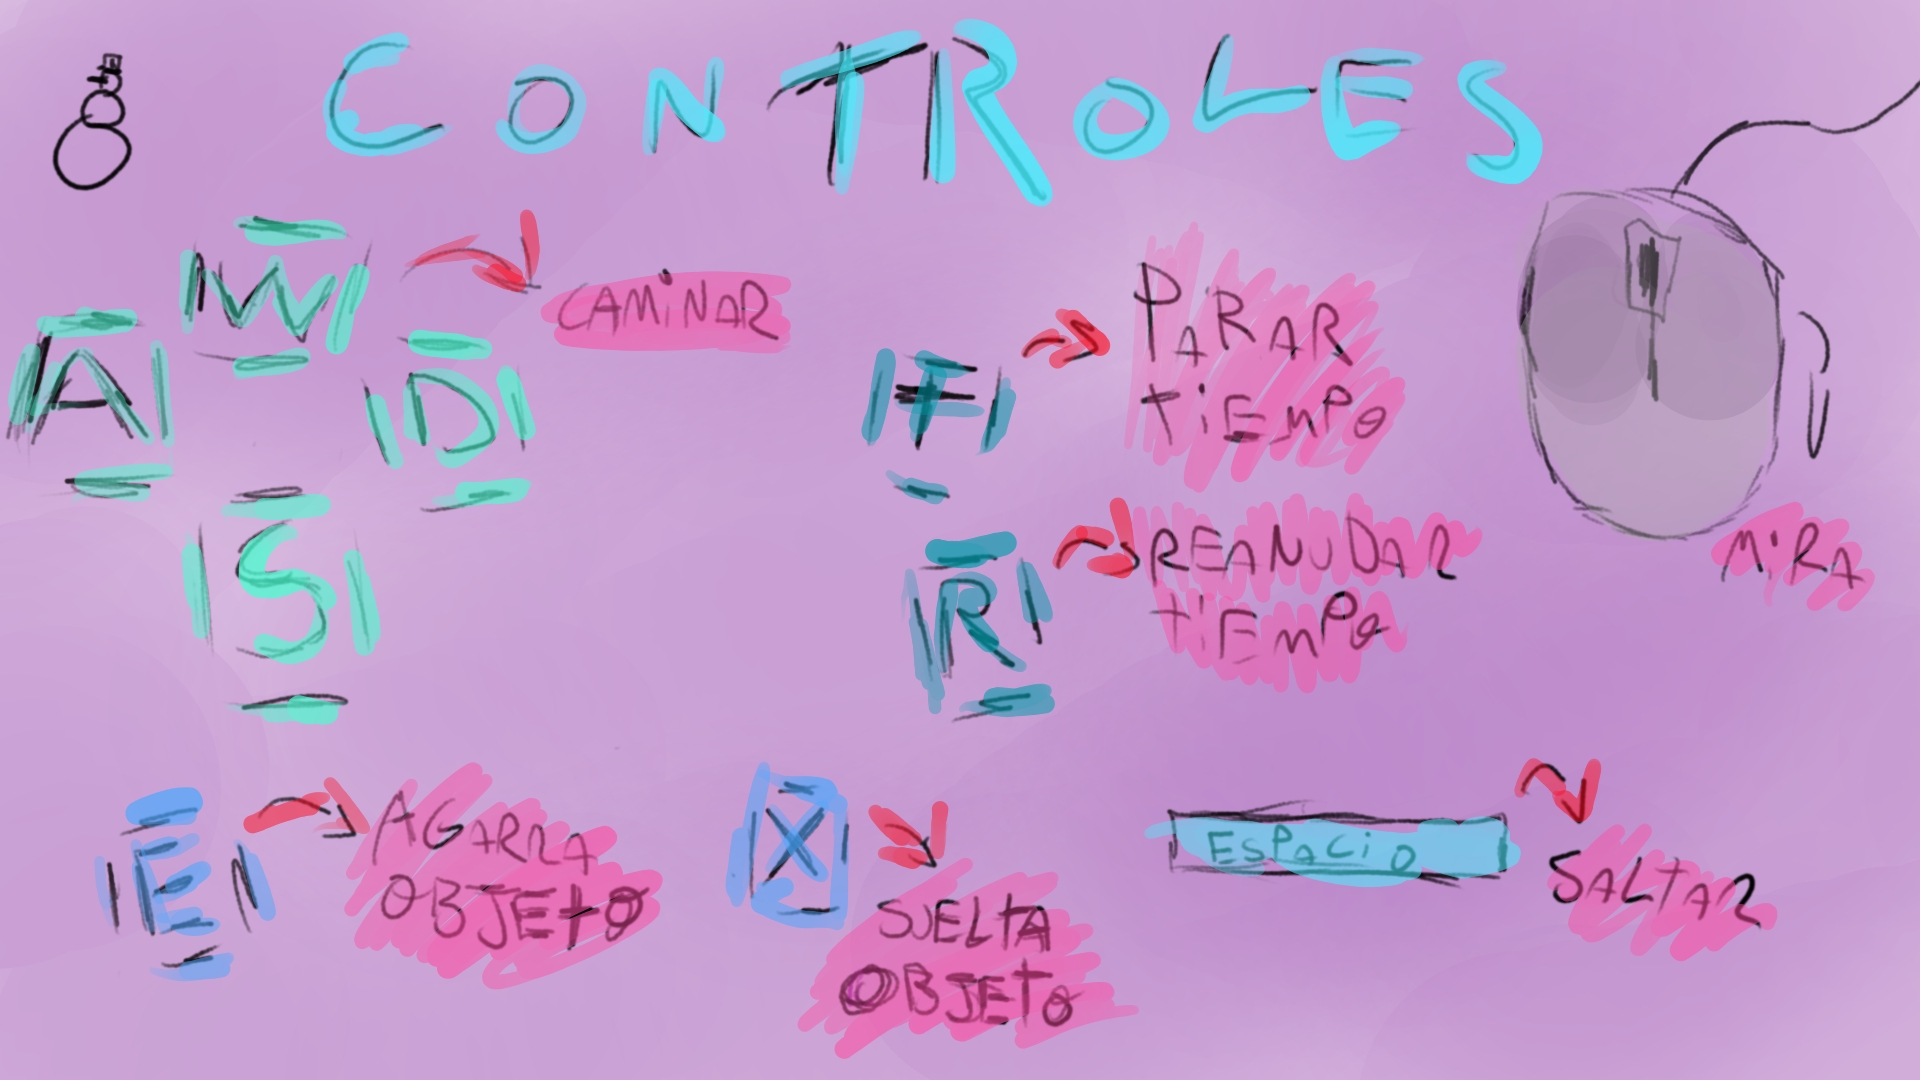 CONTROLES
W
CAMiNAR
A
D
S
F
PARAR
tiEMPO
R
REANUDAR
tiEMPO
MiRA
E
AGARRA
OBJETO
X
SUELTA
OBJETO
ESPACiO
SALTAR